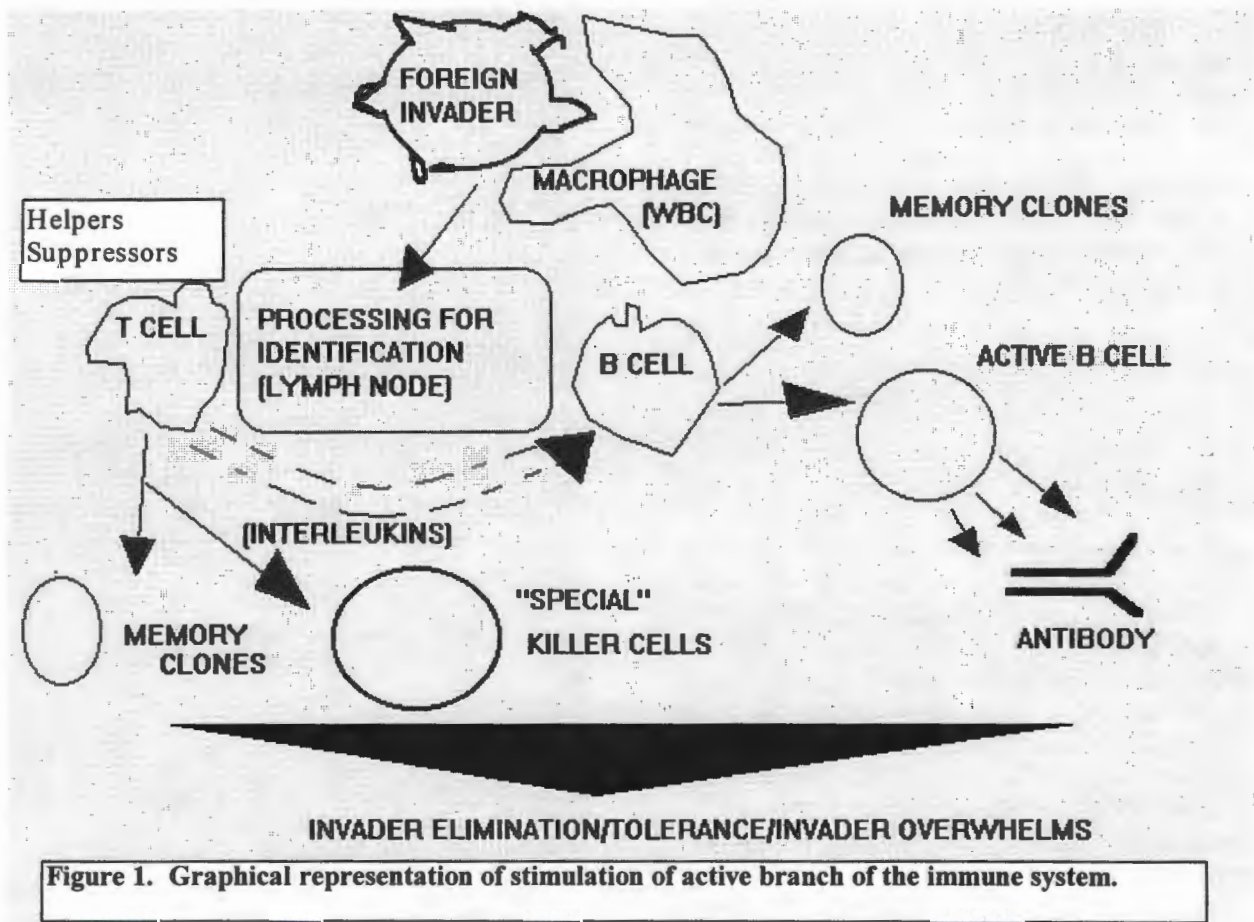 FOREIGN
INVADER
MACROPHAGE
[WBC]
MEMORY CLONES
Helpers
Suppressors
T CELL
PROCESSING FOR
IDENTIFICATION
[LYMPH NODE]
B CELL
ACTIVE B CELL
[INTERLEUKINS]
"SPECIAL"
KILLER CELLS
MEMORY
CLONES
ANTIBODY
INVADER ELIMINATION/TOLERANCE/INVADER OVERWHELMS
Figure 1. Graphical representation of stimulation of active branch of the immune system.